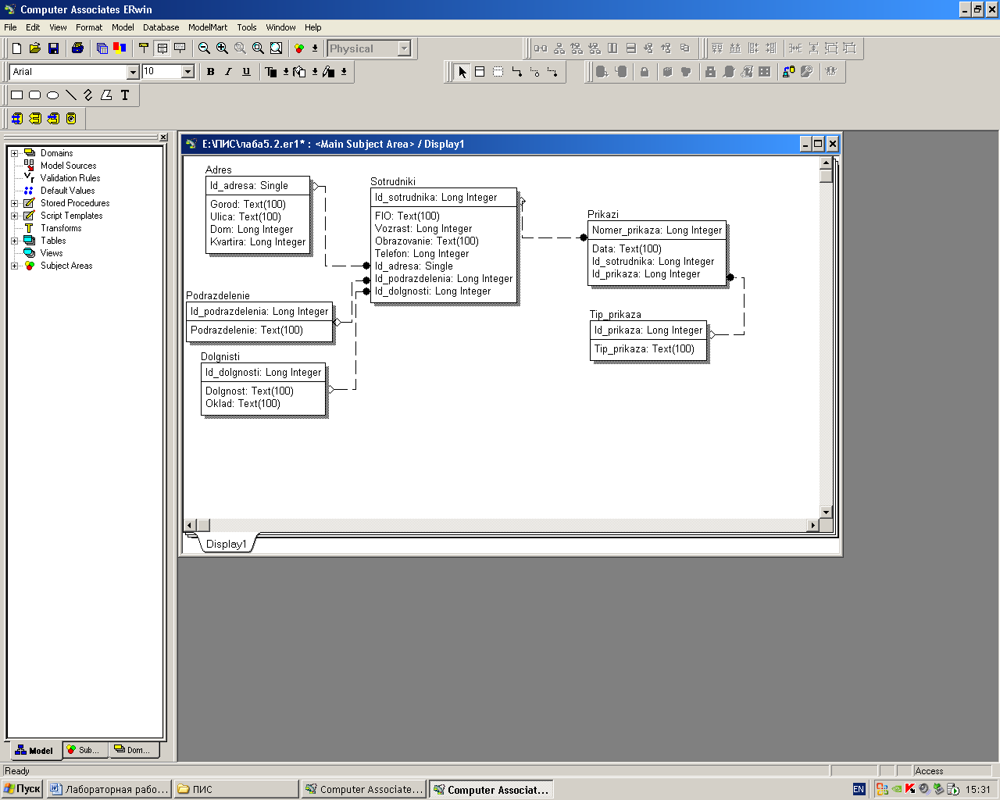 Computer Associates ERwin
File Edit View Format Model Database ModelMart Tools Window Help
Physical
Arial 10 B I U
T
Domains
Model Sources
Validation Rules
Default Values
Stored Procedures
Script Templates
Transforms
Tables
Views
Subject Areas
Model Sub... Dom...
E:\ПИС\лаба5.2.er1* : <Main Subject Area> / Display1
Adres
Id_adresa: Single
Gorod: Text(100)
Ulica: Text(100)
Dom: Long Integer
Kvartira: Long Integer
Sotrudniki
Id_sotrudnika: Long Integer
FIO: Text(100)
Vozrast: Long Integer
Obrazovanie: Text(100)
Telefon: Long Integer
Id_adresa: Single
Id_podrazdelenia: Long Integer
Id_dolgnosti: Long Integer
Prikazi
Nomer_prikaza: Long Integer
Data: Text(100)
Id_sotrudnika: Long Integer
Id_prikaza: Long Integer
Podrazdelenie
Id_podrazdelenia: Long Integer
Podrazdelenie: Text(100)
Tip_prikaza
Id_prikaza: Long Integer
Tip_prikaza: Text(100)
Dolgnisti
Id_dolgnosti: Long Integer
Dolgnost: Text(100)
Oklad: Text(100)
Display1
Ready
Access
Пуск
Лабораторная рабо...
ПИС
Computer Associate...
Computer Associat...
EN
15:31